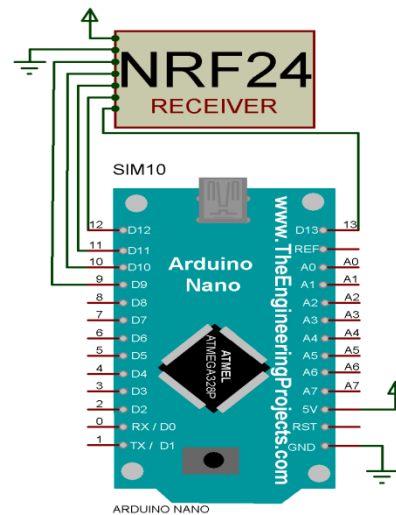 NRF24
RECEIVER
SIM10
12 D12 D13 13
11 D11 REF
10 D10 A0 A0
9 D9 A1 A1
8 D8 A2 A2
7 D7 A3 A3
6 D6 A4 A4
5 D5 A5 A5
4 D4 A6 A6
3 D3 A7 A7
2 D2 5V
0 RX / D0 RST
1 TX / D1 GND
Arduino
Nano
ATMEL
ATMEGA328P
www.TheEngineeringProjects.com
ARDUINO NANO